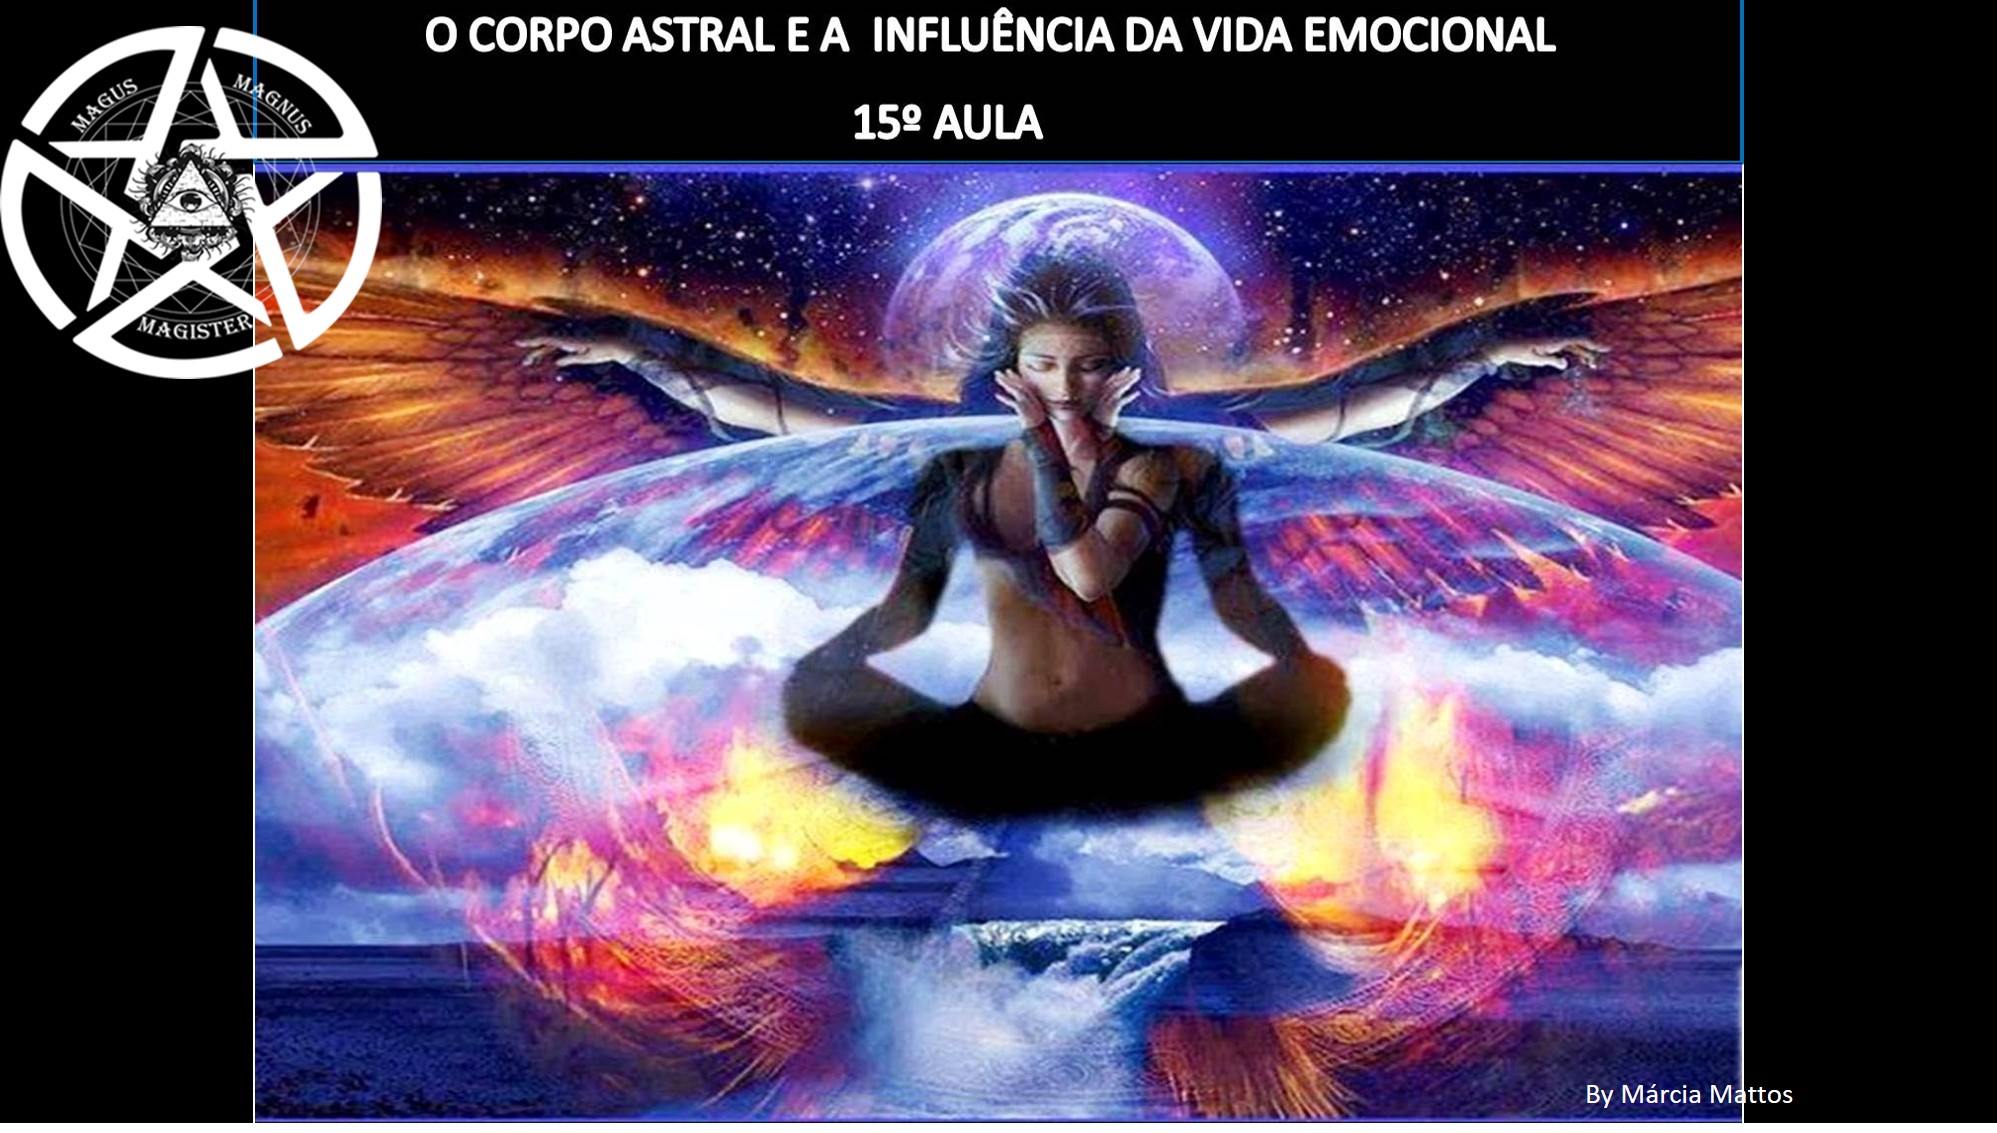 O CORPO ASTRAL E A INFLUÊNCIA DA VIDA EMOCIONAL
15º AULA
MAGUS MAGNUS
MAGISTER
By Márcia Mattos